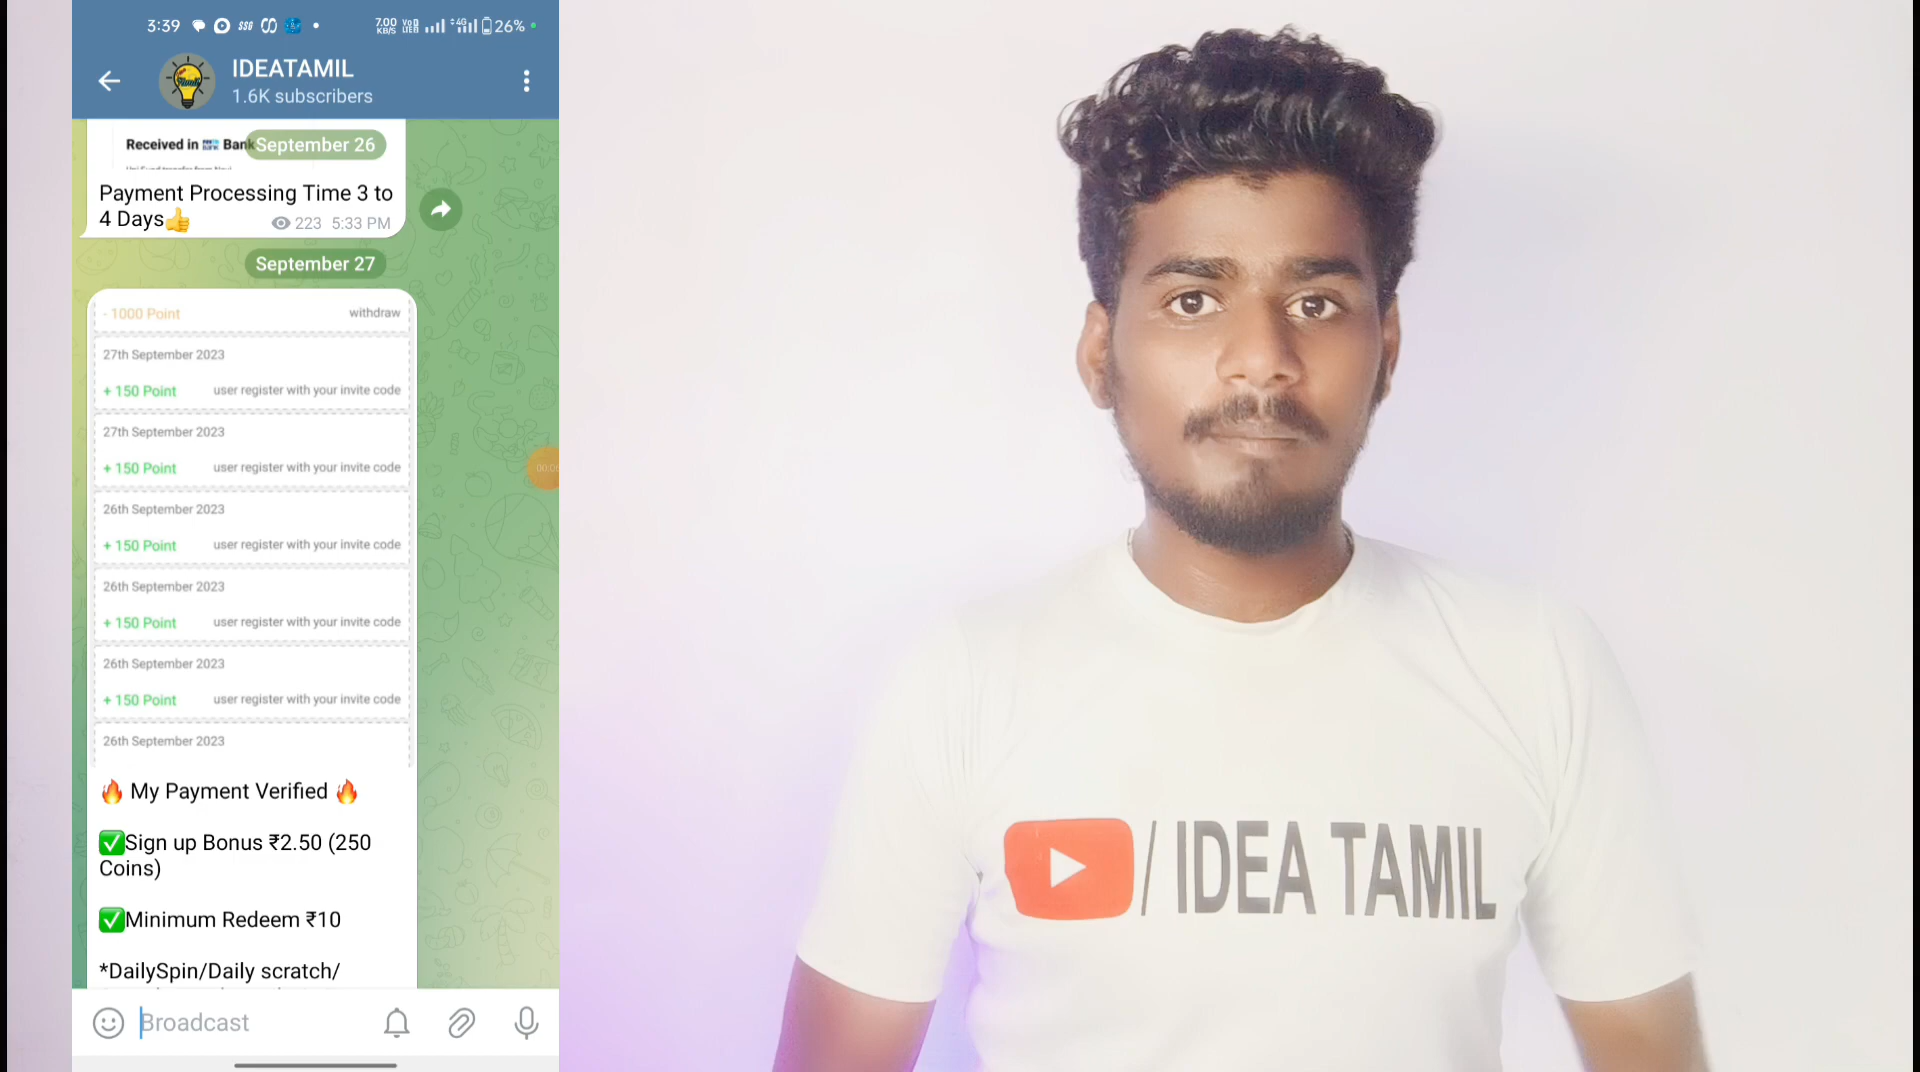 3:39
7.00 KB/S
4G
26%
IDEATAMIL
1.6K subscribers
Received in
Bank
September 26
Payment Processing Time 3 to
4 Days👍
223 5:33 PM
September 27
- 1000 Point withdraw
27th September 2023
+ 150 Point user register with your invite code
27th September 2023
+ 150 Point user register with your invite code
26th September 2023
+ 150 Point user register with your invite code
26th September 2023
+ 150 Point user register with your invite code
26th September 2023
+ 150 Point user register with your invite code
26th September 2023
🔥 My Payment Verified 🔥
✅Sign up Bonus ₹2.50 (250
Coins)
✅Minimum Redeem ₹10
*DailySpin/Daily scratch/
Broadcast
/ IDEA TAMIL